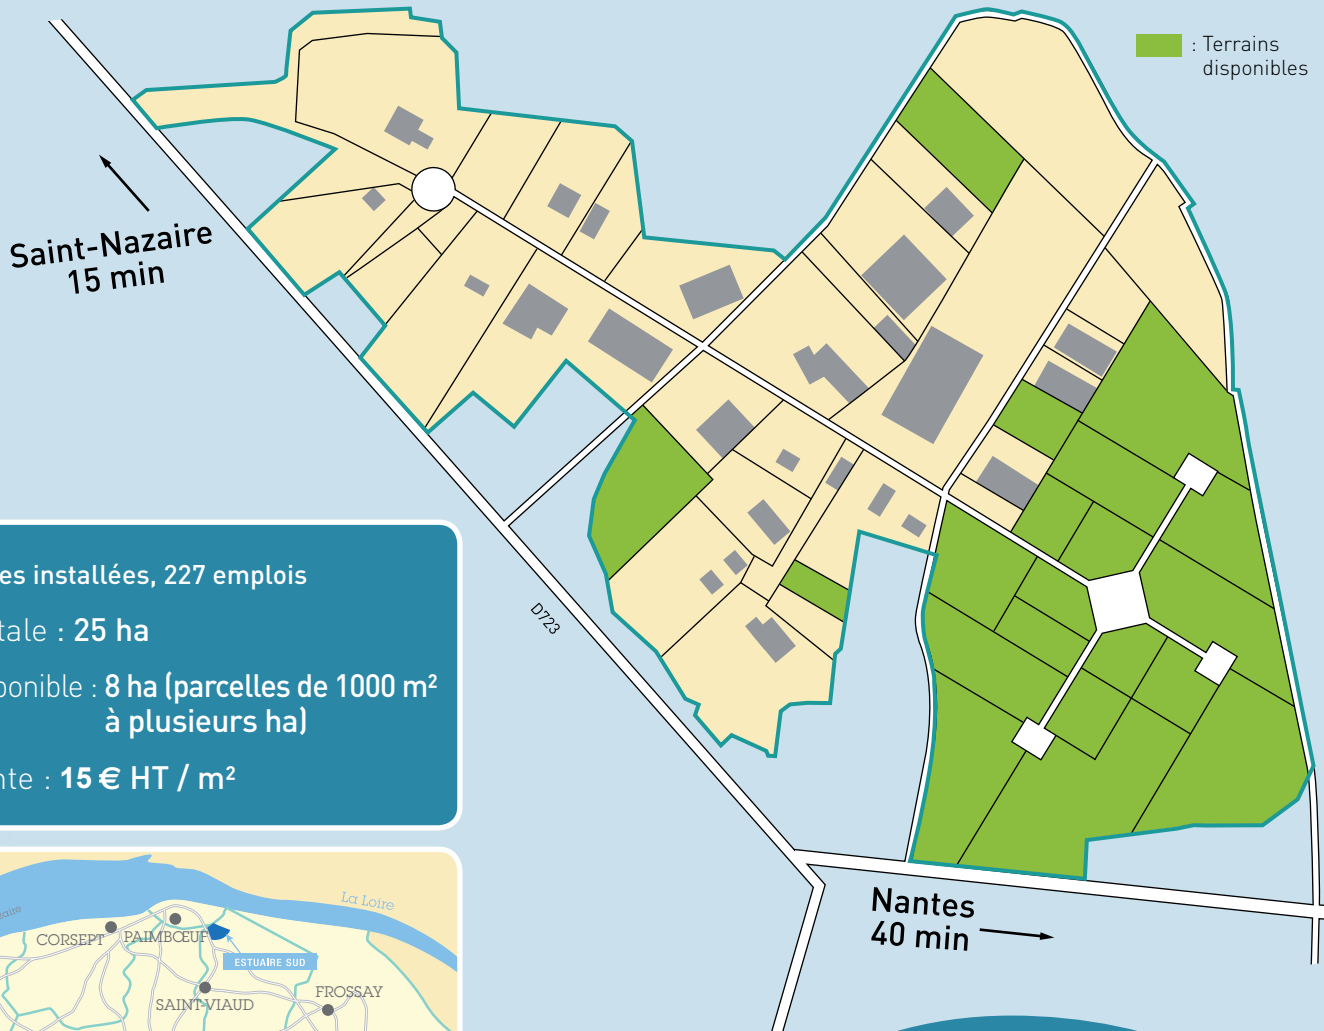 : Terrains
disponibles
Saint-Nazaire
15 min
es installées, 227 emplois
tale : 25 ha
ponible : 8 ha (parcelles de 1000 m²
à plusieurs ha)
nte : 15 € HT / m²
D723
Nantes
40 min
La Loire
aire
CORSEPT
PAIMBŒUF
ESTUAIRE SUD
SAINT-VIAUD
FROSSAY